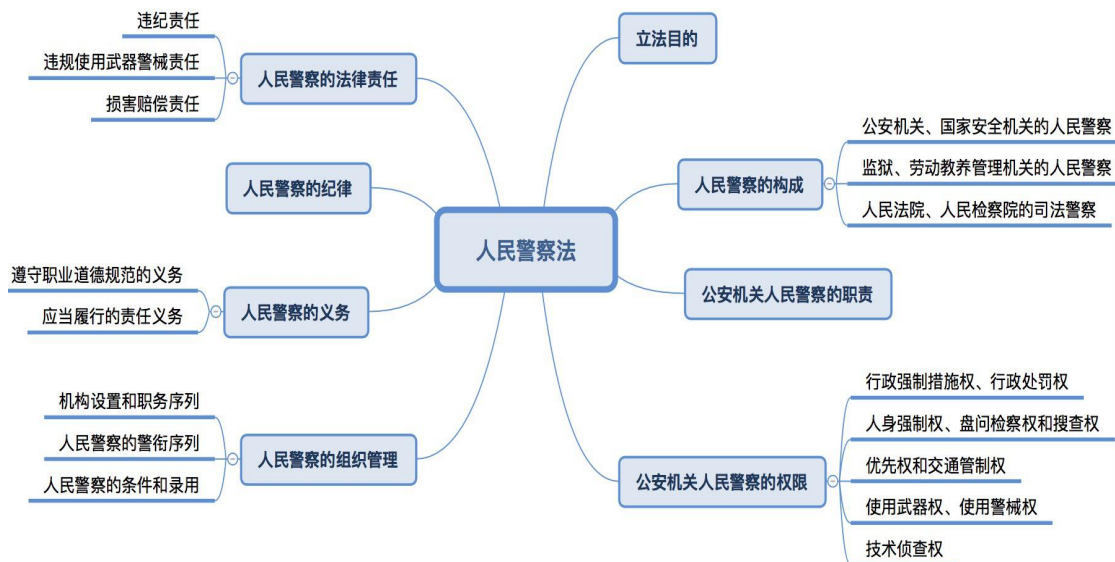 人民警察法
立法目的
人民警察的构成
公安机关、国家安全机关的人民警察
监狱、劳动教养管理机关的人民警察
人民法院、人民检察院的司法警察
公安机关人民警察的职责
公安机关人民警察的权限
行政强制措施权、行政处罚权
人身强制权、盘问检察权和搜查权
优先权和交通管制权
使用武器权、使用警械权
技术侦查权
人民警察的法律责任
违纪责任
违规使用武器警械责任
损害赔偿责任
人民警察的纪律
人民警察的义务
遵守职业道德规范的义务
应当履行的责任义务
人民警察的组织管理
机构设置和职务序列
人民警察的警衔序列
人民警察的条件和录用